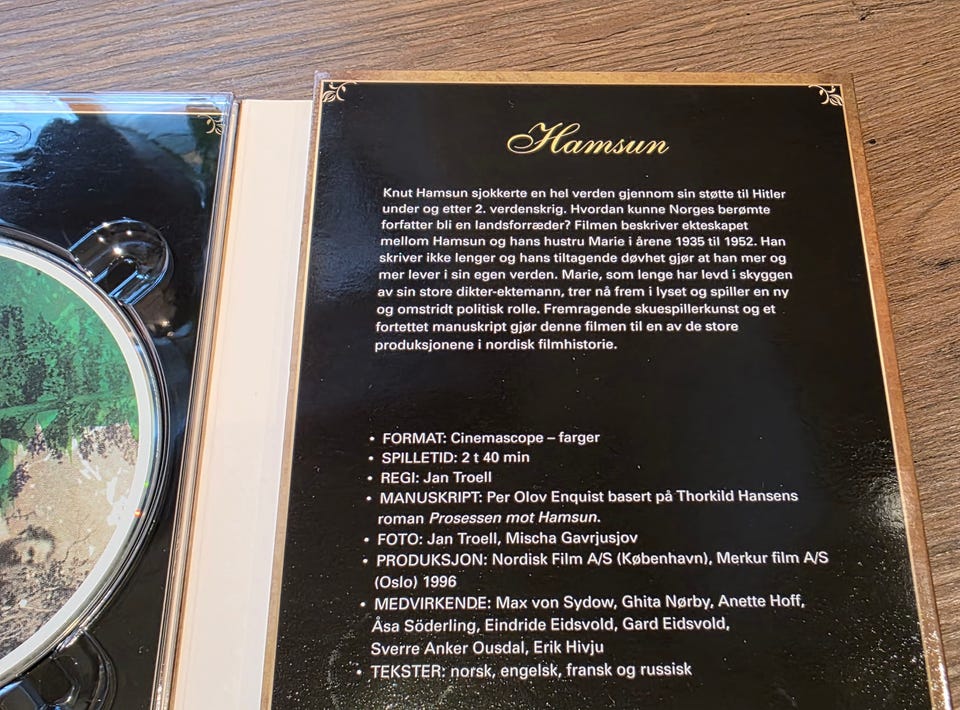 Hamsun
Knut Hamsun sjokkerte en hel verden gjennom sin støtte til Hitler
under og etter 2. verdenskrig. Hvordan kunne Norges berømte
forfatter bli en landsforræder? Filmen beskriver ekteskapet
mellom Hamsun og hans hustru Marie i årene 1935 til 1952. Han
skriver ikke lenger og hans tiltagende døvhet gjør at han mer og
mer lever i sin egen verden. Marie, som lenge har levd i skyggen
av sin store dikter-ektemann, trer nå frem i lyset og spiller en ny
og omstridt politisk rolle. Fremragende skuespillerkunst og et
fortettet manuskript gjør denne filmen til en av de store
produksjonene i nordisk filmhistorie.
• FORMAT: Cinemascope – farger
• SPILLETID: 2 t 40 min
• REGI: Jan Troell
• MANUSKRIPT: Per Olov Enquist basert på Thorkild Hansens
roman Prosessen mot Hamsun.
• FOTO: Jan Troell, Mischa Gavrjusjov
• PRODUKSJON: Nordisk Film A/S (København), Merkur film A/S
(Oslo) 1996
• MEDVIRKENDE: Max von Sydow, Ghita Nørby, Anette Hoff,
Åsa Söderling, Eindride Eidsvold, Gard Eidsvold,
Sverre Anker Ousdal, Erik Hivju
• TEKSTER: norsk, engelsk, fransk og russisk